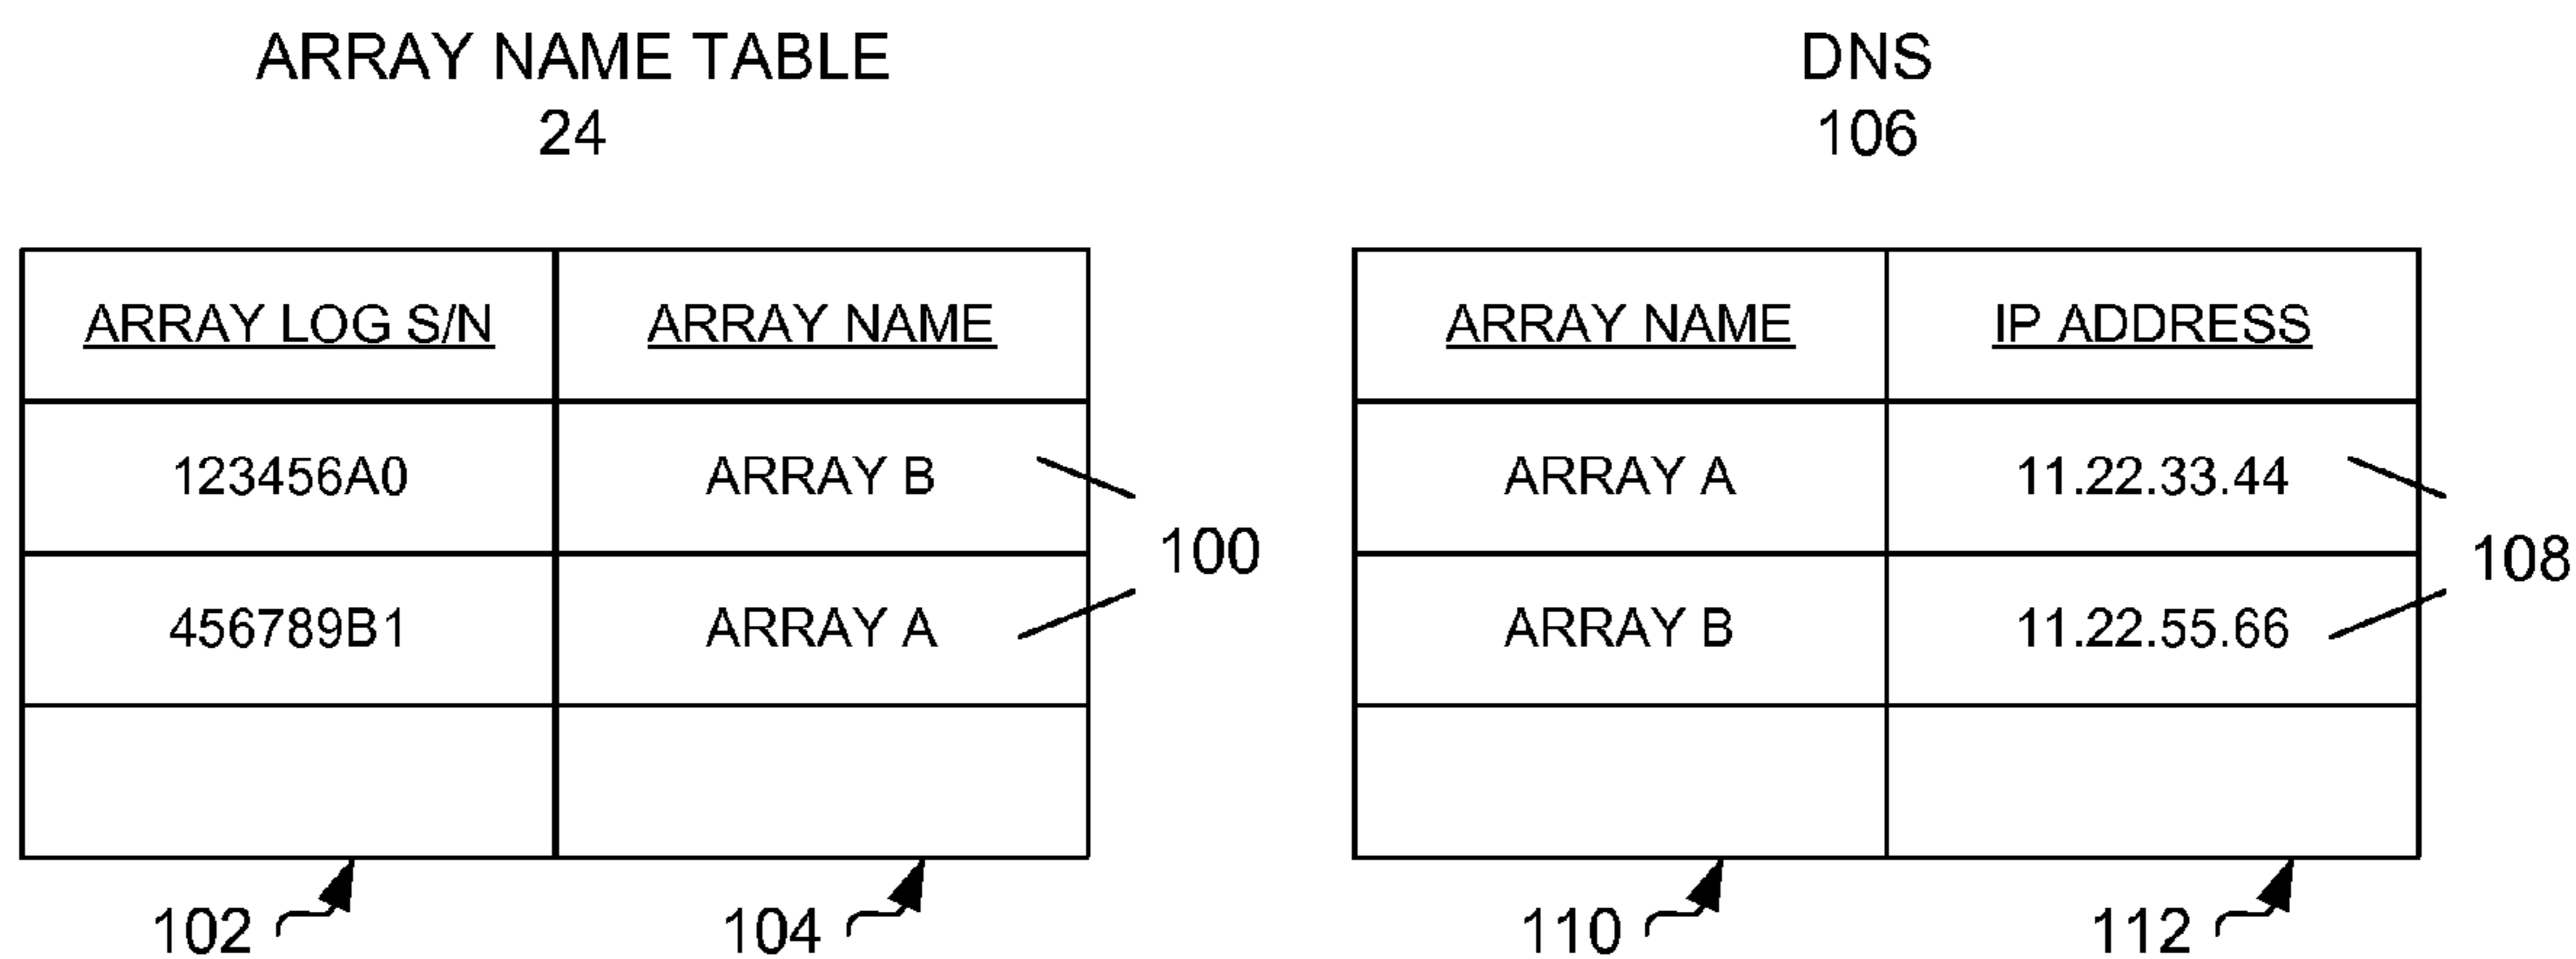 ARRAY NAME TABLE
24
ARRAY LOG S/N ARRAY NAME
123456A0 ARRAY B
456789B1 ARRAY A
100
102 104
DNS
106
ARRAY NAME IP ADDRESS
ARRAY A 11.22.33.44
ARRAY B 11.22.55.66
108
110 112